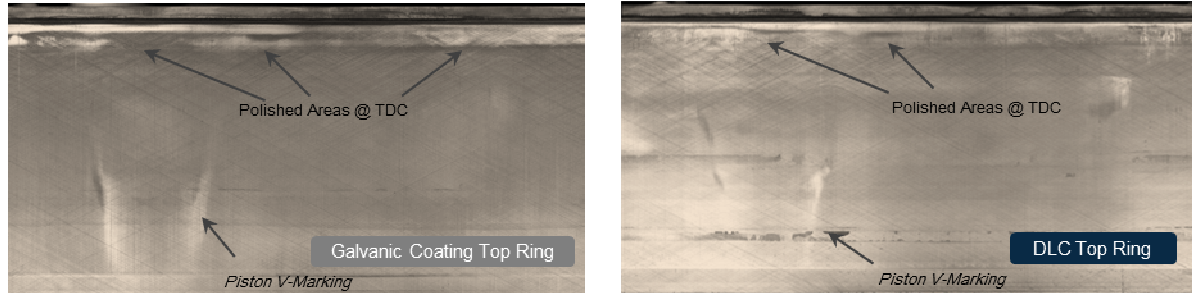 Polished Areas @ TDC
Galvanic Coating Top Ring
Piston V-Marking
Polished Areas @ TDC
DLC Top Ring
Piston V-Marking